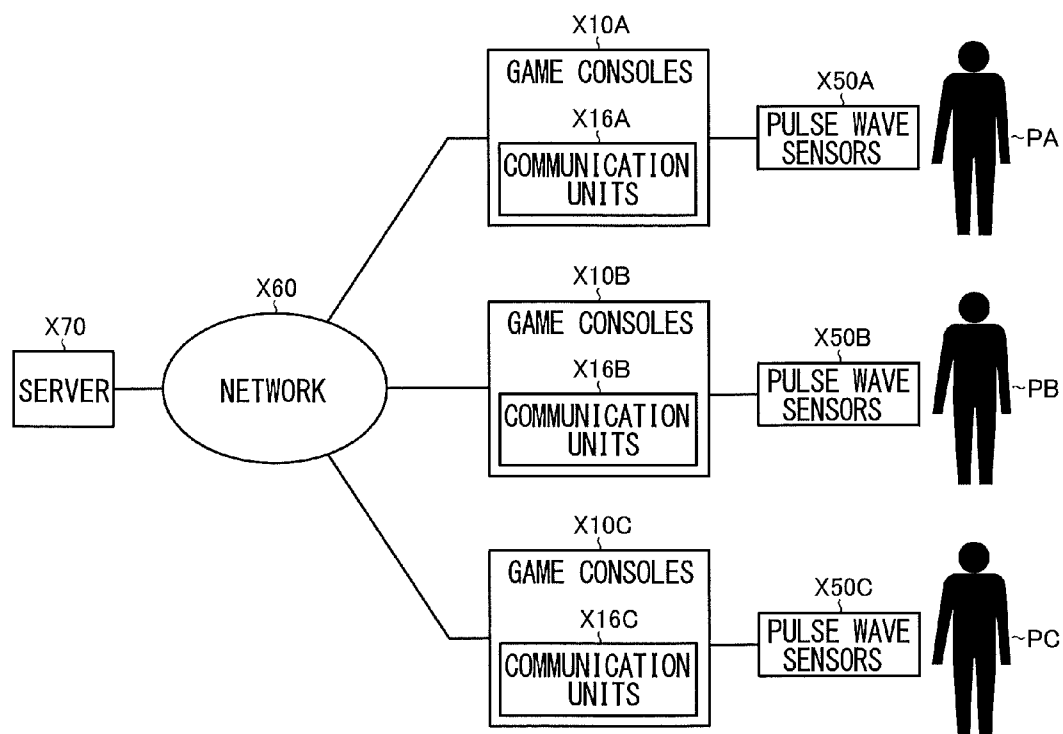 X10A
GAME CONSOLES
X16A
COMMUNICATION
UNITS
X50A
PULSE WAVE
SENSORS
PA
X70
SERVER
X60
NETWORK
X10B
GAME CONSOLES
X16B
COMMUNICATION
UNITS
X50B
PULSE WAVE
SENSORS
PB
X10C
GAME CONSOLES
X16C
COMMUNICATION
UNITS
X50C
PULSE WAVE
SENSORS
PC